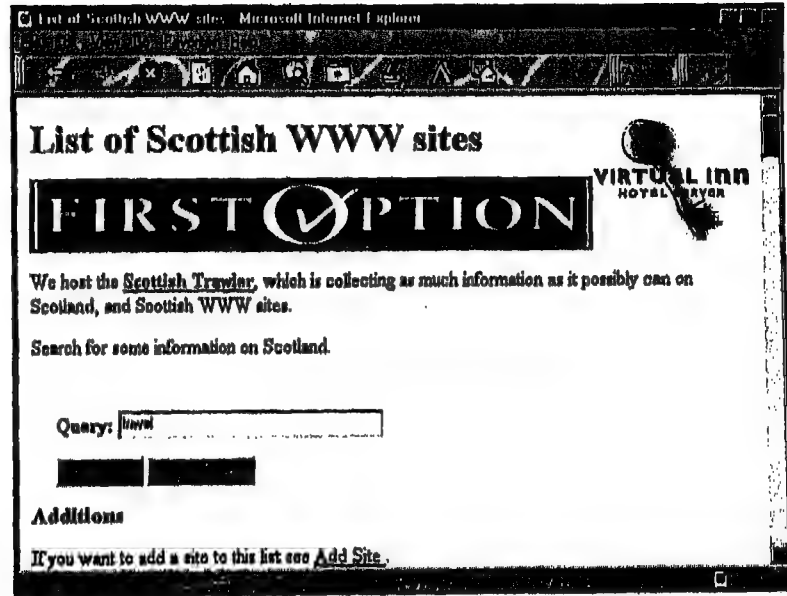 List of Scottish WWW sites - Microsoft Internet Explorer
List of Scottish WWW sites
VIRTUAL INN
HOTEL
FIRST OPTION
We host the Scottish Trawler, which is collecting as much information as it possibly can on
Scotland, and Scottish WWW sites.
Search for some information on Scotland.
Query: travel
Additions
If you want to add a site to this list see Add Site.